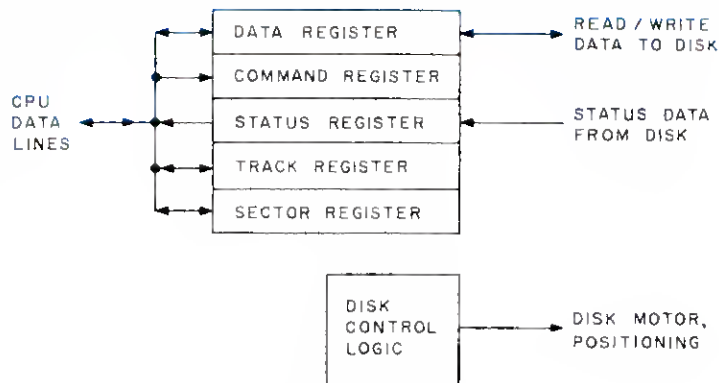 DATA REGISTER
READ / WRITE
DATA TO DISK
COMMAND REGISTER
CPU
DATA
LINES
STATUS REGISTER
STATUS DATA
FROM DISK
TRACK REGISTER
SECTOR REGISTER
DISK
CONTROL
LOGIC
DISK MOTOR,
POSITIONING